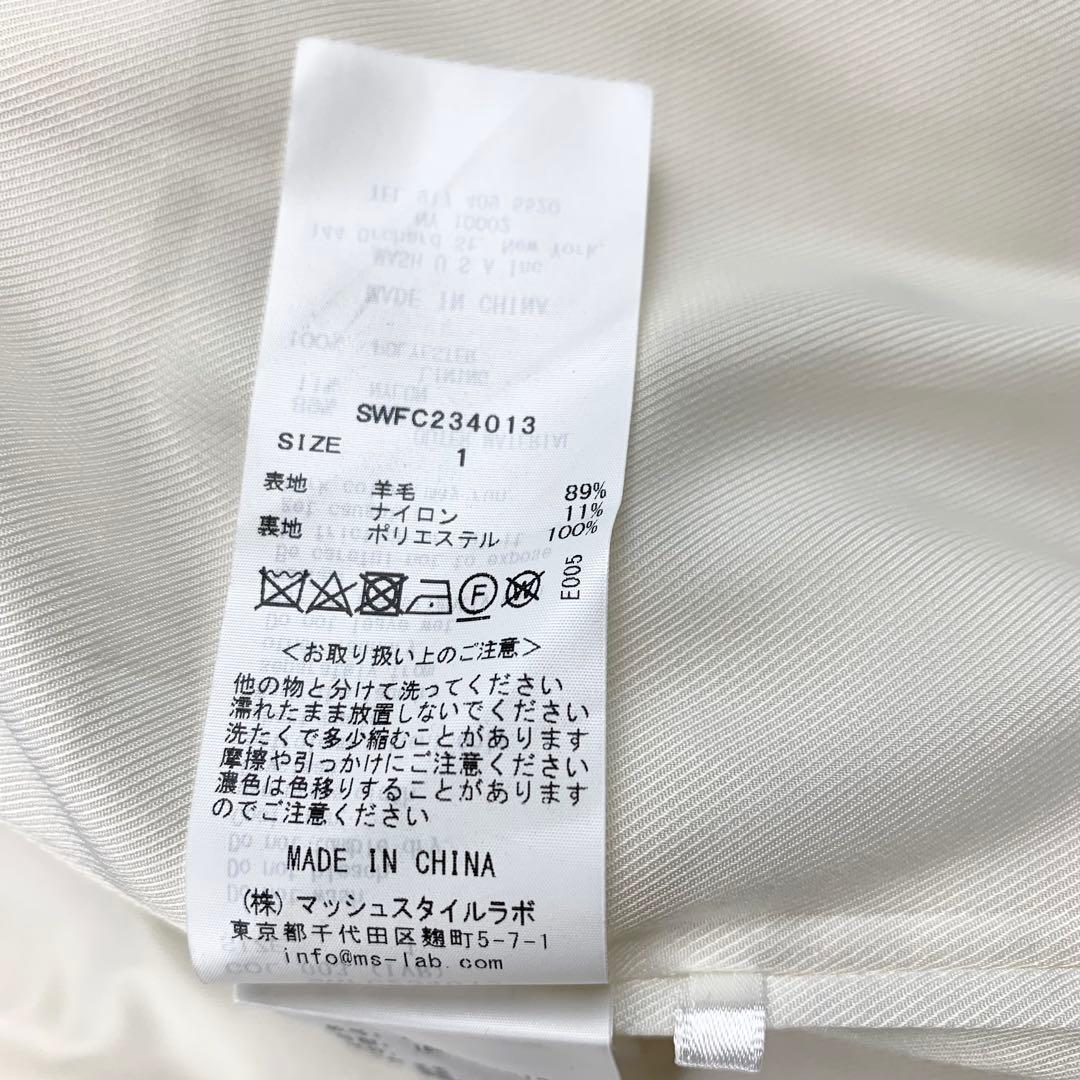 SWFC234013
SIZE 1
表地 羊毛 89%
ナイロン 11%
裏地 ポリエステル 100%
F W
E005
<お取り扱い上のご注意>
他の物と分けて洗ってください
濡れたまま放置しないでください
洗たくで多少縮むことがあります
摩擦や引っかけにご注意ください
濃色は色移りすることがあります
のでご注意ください
MADE IN CHINA
(株)マッシュスタイルラボ
東京都千代田区麹町5-7-1
info@ms-lab.com